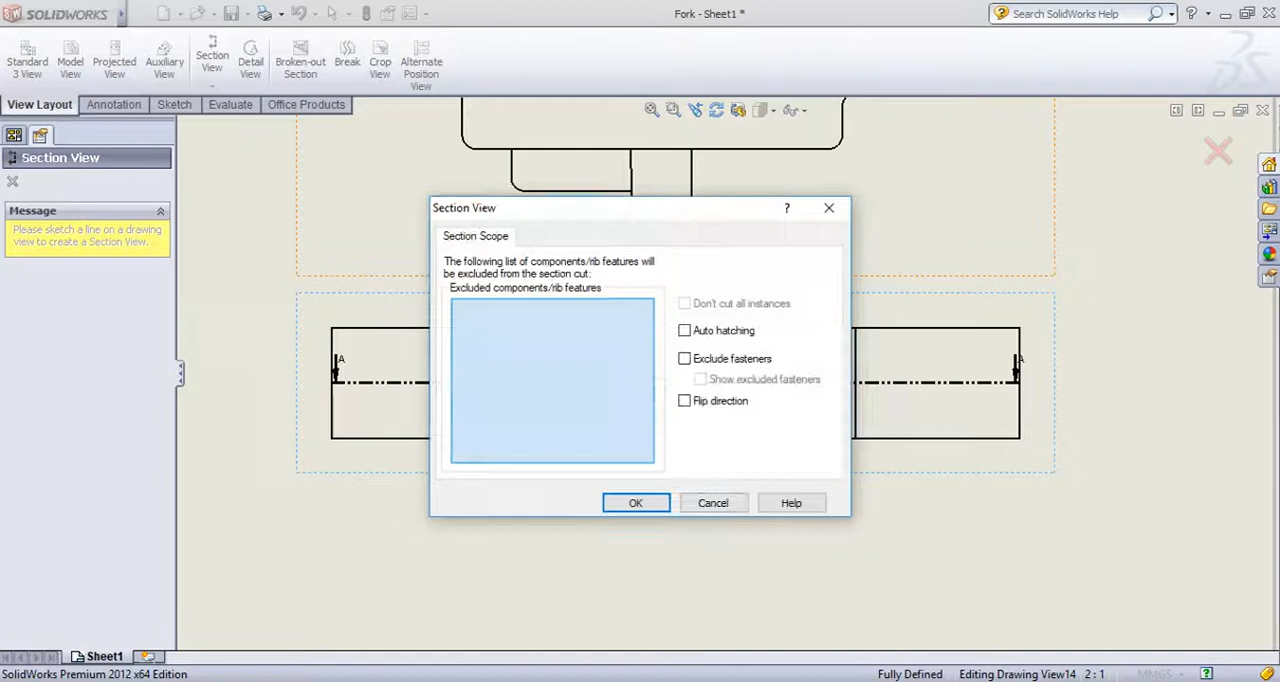 SOLIDWORKS
Fork - Sheet1 *
Search SolidWorks Help
Standard 3 View
Model View
Projected View
Auxiliary View
Section View
Detail View
Broken-out Section
Break
Crop View
Alternate Position View
View Layout
Annotation
Sketch
Evaluate
Office Products
Section View
Message
Please sketch a line on a drawing
view to create a Section View.
Section View
?
Section Scope
The following list of components/rib features will
be excluded from the section cut:
Excluded components/rib features
Don't cut all instances
Auto hatching
Exclude fasteners
Show excluded fasteners
Flip direction
OK
Cancel
Help
A
A
Sheet1
SolidWorks Premium 2012 x64 Edition
Fully Defined
Editing Drawing View14
2 : 1
MMGS
?